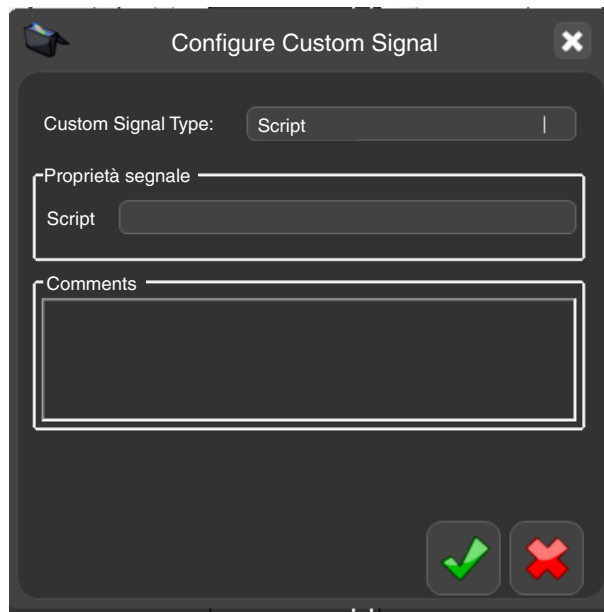 Configure Custom Signal
Custom Signal Type: Script
Proprietà segnale
Script
Comments